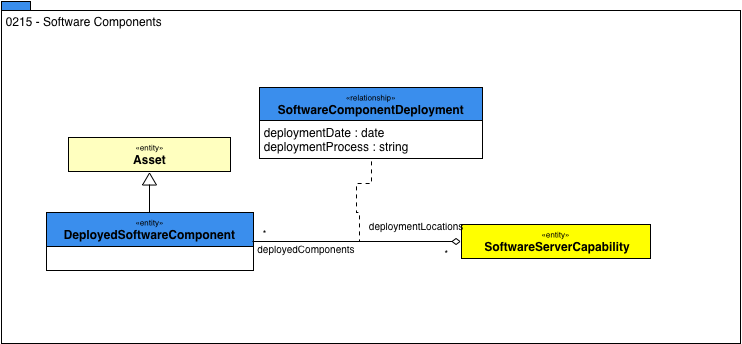 0215 - Software Components
«relationship»
SoftwareComponentDeployment
deploymentDate : date
deploymentProcess : string
«entity»
Asset
«entity»
DeployedSoftwareComponent
*
deployedComponents
deploymentLocations
*
«entity»
SoftwareServerCapability